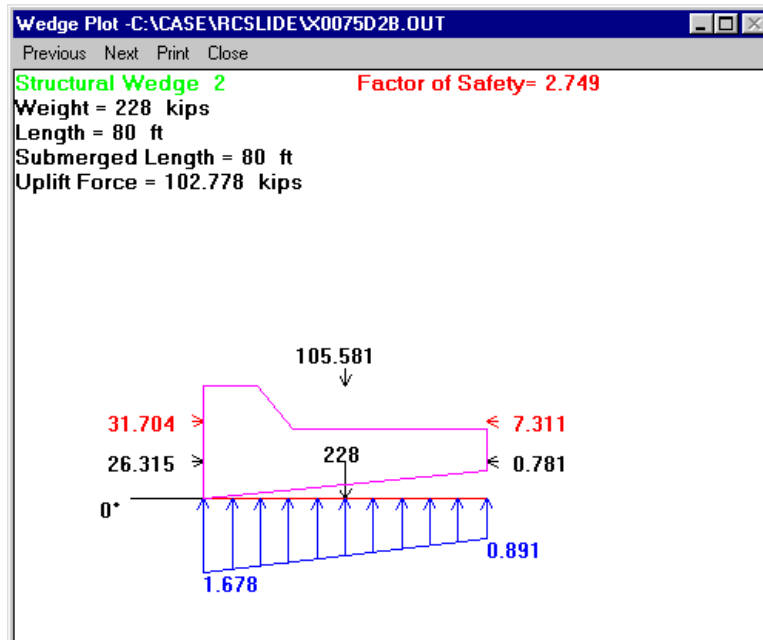 Wedge Plot -C:\CASE\RCSLIDE\X0075D2B.OUT
Previous Next Print Close
Structural Wedge 2 Factor of Safety= 2.749
Weight = 228 kips
Length = 80 ft
Submerged Length = 80 ft
Uplift Force = 102.778 kips
105.581
31.704 7.311
228
26.315 0.781
0*
0.891
1.678